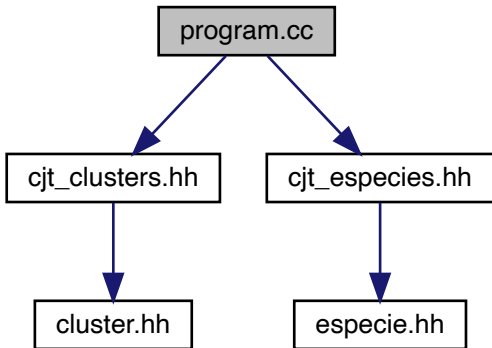 program.cc
cjt_clusters.hh
cjt_especies.hh
cluster.hh
especie.hh